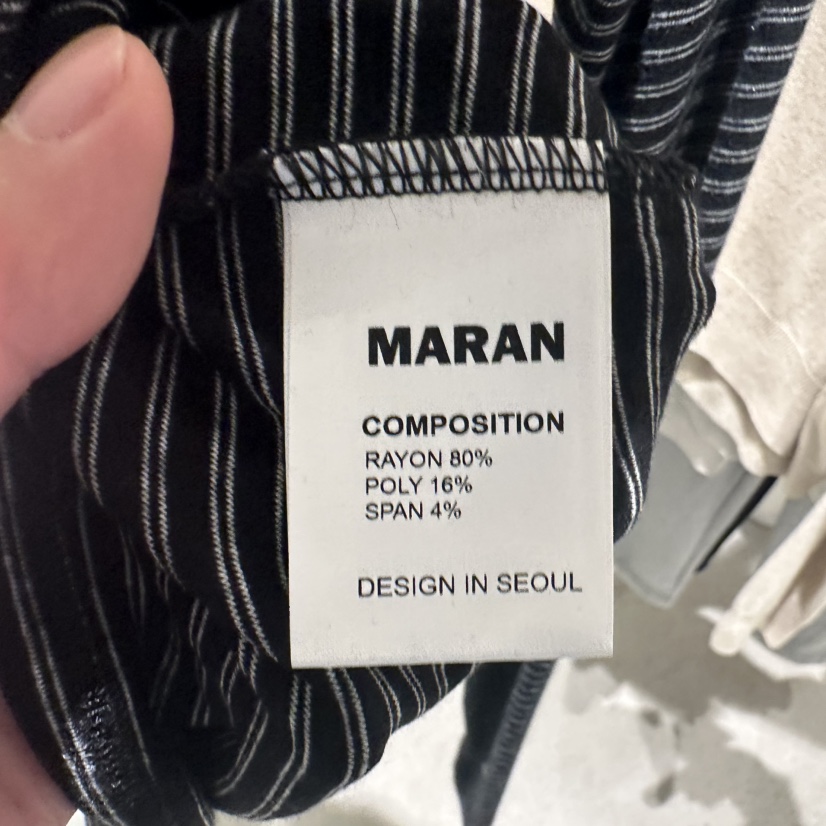 MARAN
COMPOSITION
RAYON 80%
POLY 16%
SPAN 4%
DESIGN IN SEOUL